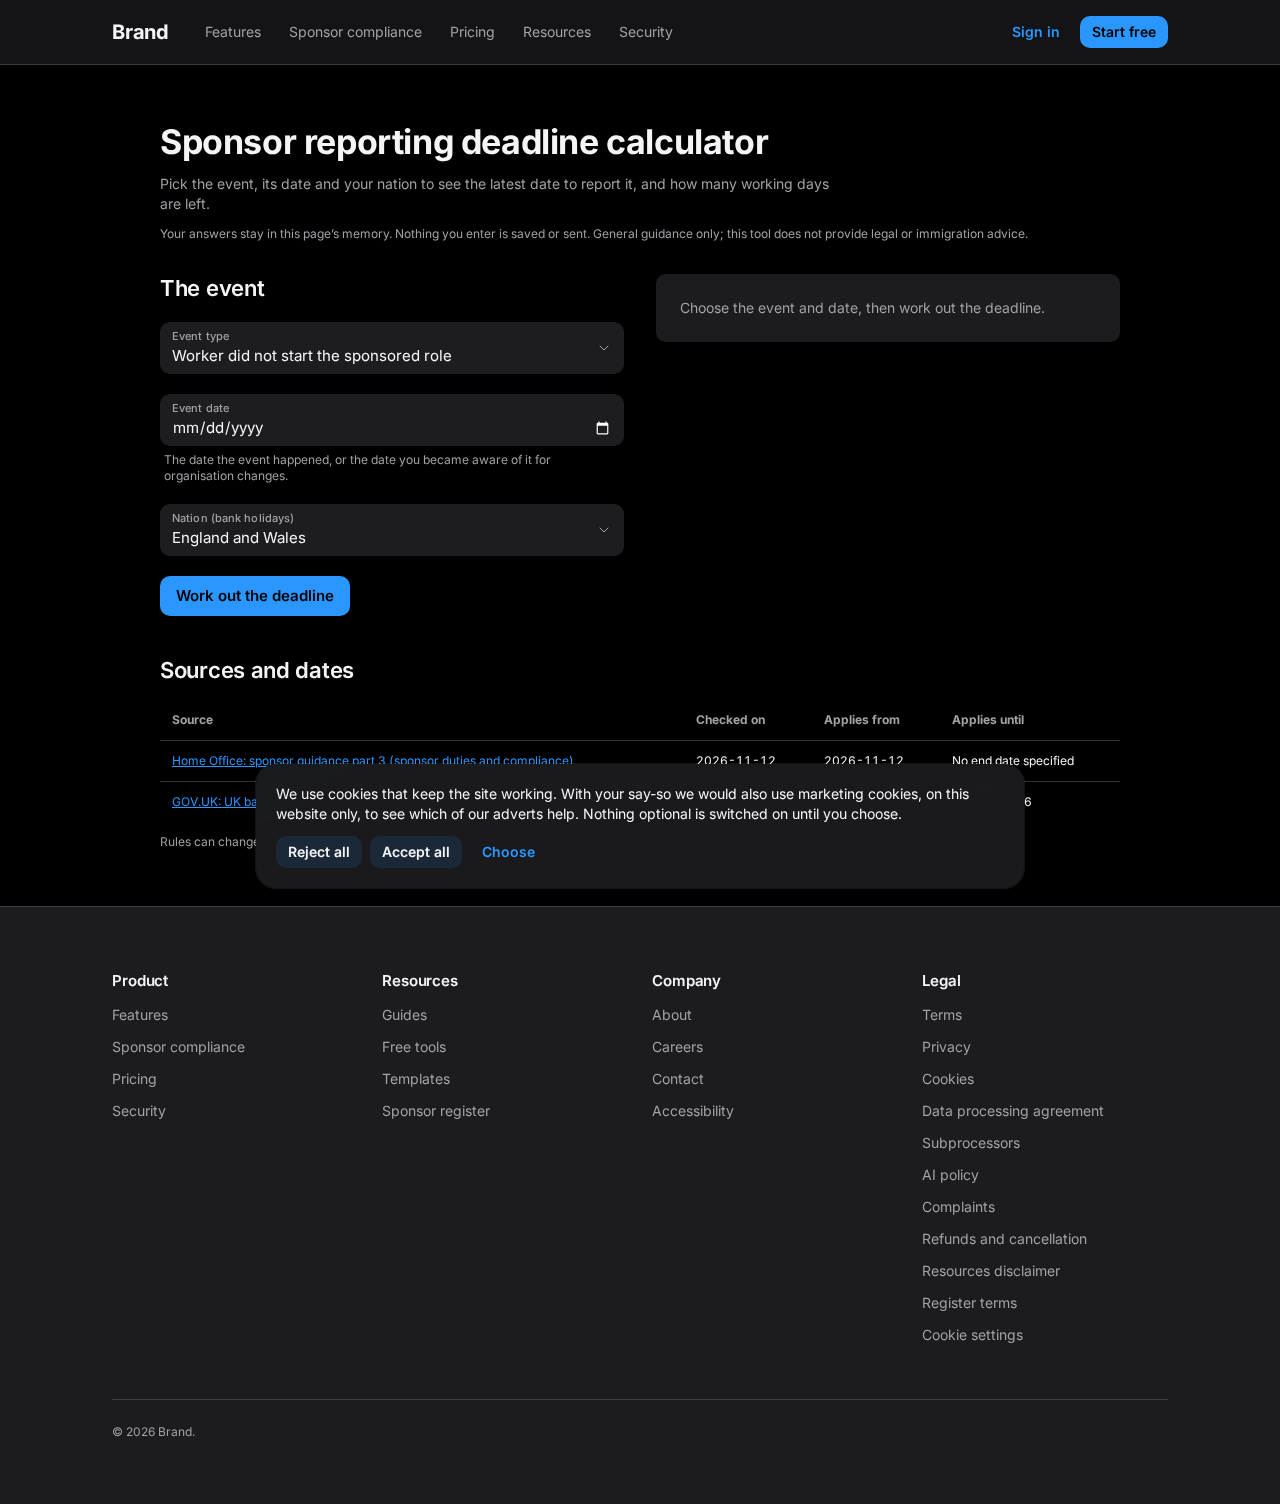 Brand
Features
Sponsor compliance
Pricing
Resources
Security
Sign in
Start free
Sponsor reporting deadline calculator
Pick the event, its date and your nation to see the latest date to report it, and how many working days
are left.
Your answers stay in this page’s memory. Nothing you enter is saved or sent. General guidance only; this tool does not provide legal or immigration advice.
The event
Event type
Worker did not start the sponsored role
Event date
mm/dd/yyyy
The date the event happened, or the date you became aware of it for
organisation changes.
Nation (bank holidays)
England and Wales
Work out the deadline
Choose the event and date, then work out the deadline.
Sources and dates
Source
Checked on
Applies from
Applies until
Home Office: sponsor guidance part 3 (sponsor duties and compliance)
2026-11-12
2026-11-12
No end date specified
GOV.UK: UK ba
6
Rules can change
We use cookies that keep the site working. With your say-so we would also use marketing cookies, on this
website only, to see which of our adverts help. Nothing optional is switched on until you choose.
Reject all
Accept all
Choose
Product
Features
Sponsor compliance
Pricing
Security
Resources
Guides
Free tools
Templates
Sponsor register
Company
About
Careers
Contact
Accessibility
Legal
Terms
Privacy
Cookies
Data processing agreement
Subprocessors
AI policy
Complaints
Refunds and cancellation
Resources disclaimer
Register terms
Cookie settings
© 2026 Brand.